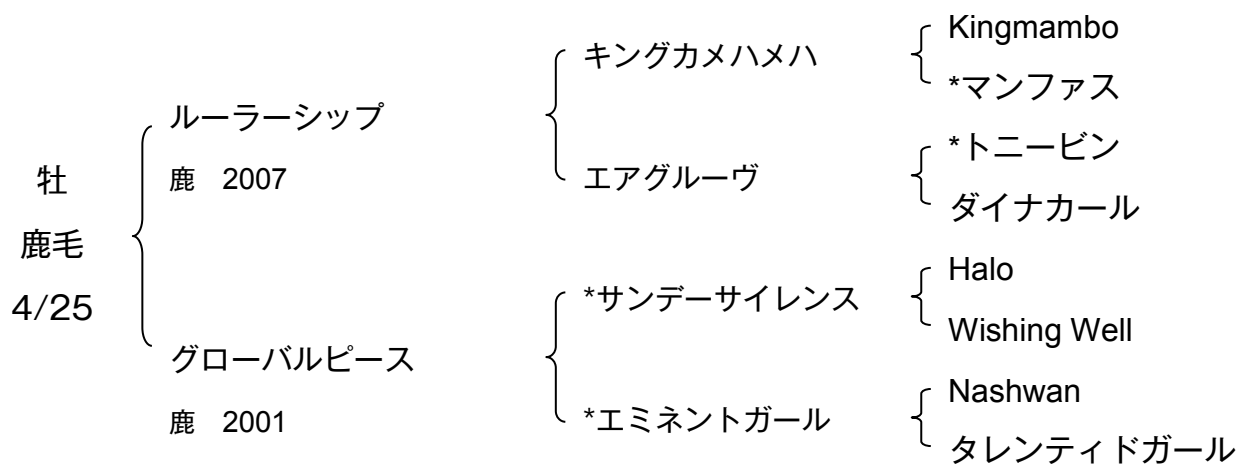 牡
鹿毛
4/25
ルーラーシップ
鹿 2007
グローバルピース
鹿 2001
キングカメハメハ
エアグルーヴ
*サンデーサイレンス
*エミネントガール
Kingmambo
*マンファス
*トニービン
ダイナカール
Halo
Wishing Well
Nashwan
タレンティドガール